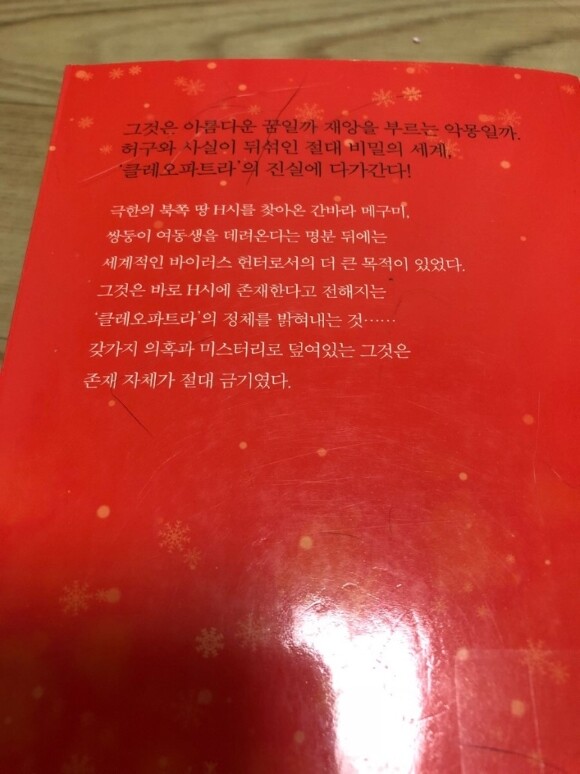 그것은 아름다운 꿈일까 재앙을 부르는 악몽일까.
허구와 사실이 뒤섞인 절대 비밀의 세계,
‘클레오파트라’의 진실에 다가간다!
극한의 북쪽 땅 H시를 찾아온 간바라 메구미,
쌍둥이 여동생을 데려온다는 명분 뒤에는
세계적인 바이러스 헌터로서의 더 큰 목적이 있었다.
그것은 바로 H시에 존재한다고 전해지는
‘클레오파트라’의 정체를 밝혀내는 것……
갖가지 의혹과 미스터리로 덮여있는 그것은
존재 자체가 절대 금기였다.